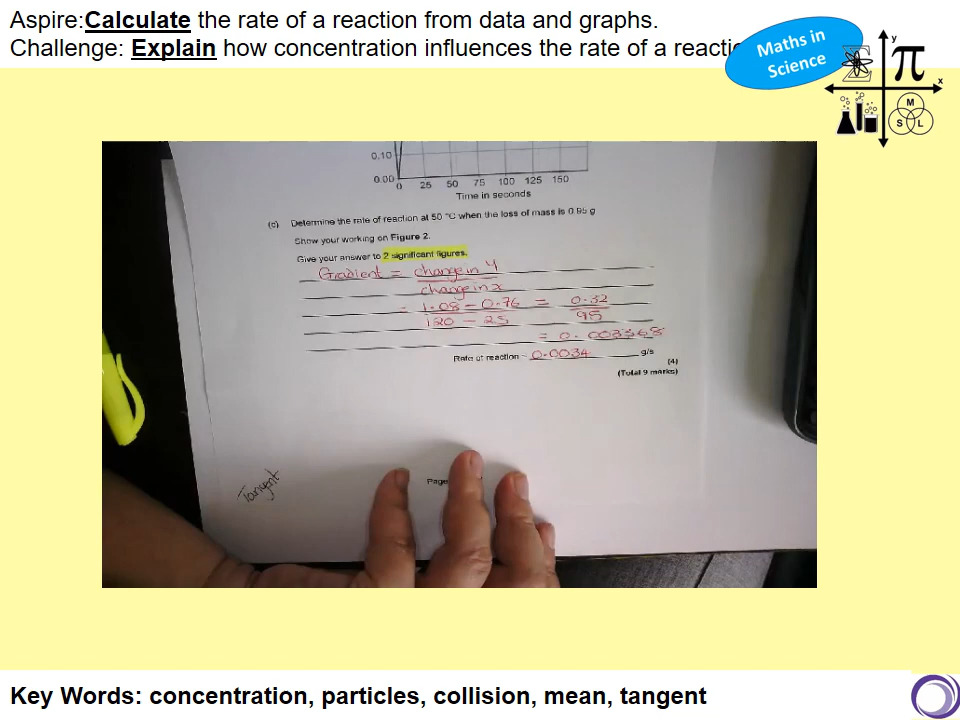 Aspire:Calculate the rate of a reaction from data and graphs.
Challenge: Explain how concentration influences the rate of a reactio
Maths in
Science
y
π
x
M
S L
0.10
0.00
0 25 50 75 100 125 150
Time in seconds
(c) Determine the rate of reaction at 50 °C when the loss of mass is 0.95 g
Show your working on Figure 2.
Give your answer to 2 significant figures.
Gradient = change in y
change in x
= 1.08 - 0.76 = 0.32
120 - 25 95
= 0.003368
Rate of reaction = 0.0034 g/s
(4)
(Total 9 marks)
Tangent
Page
Key Words: concentration, particles, collision, mean, tangent